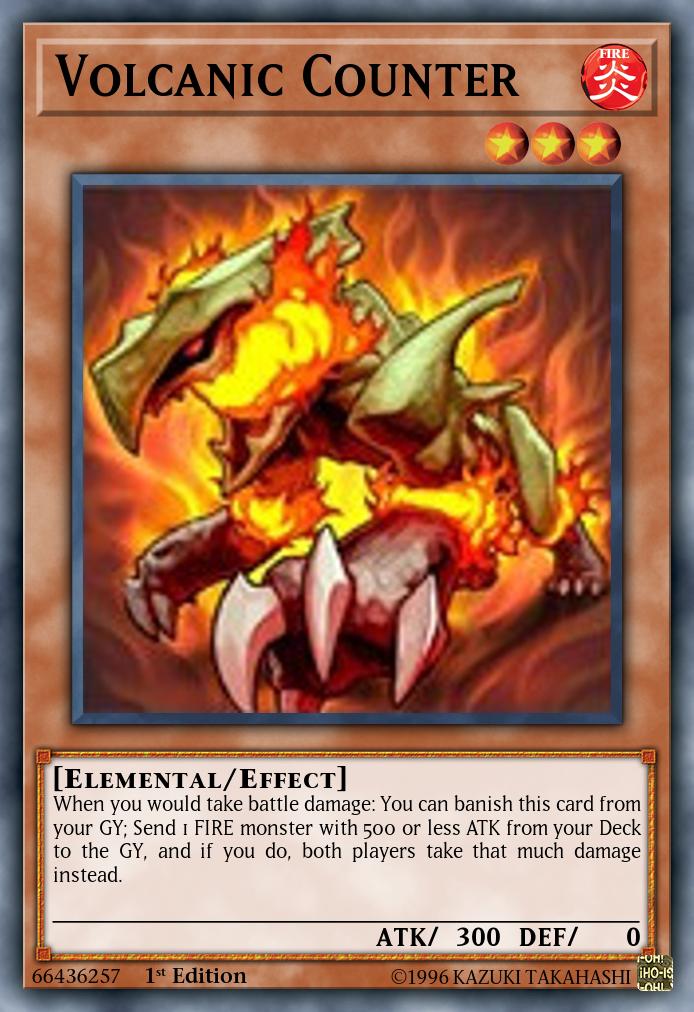 Volcanic Counter
FIRE
炎
[Elemental/Effect]
When you would take battle damage: You can banish this card from
your GY; Send 1 FIRE monster with 500 or less ATK from your Deck
to the GY, and if you do, both players take that much damage
instead.
ATK/ 300 DEF/ 0
66436257 1st Edition ©1996 KAZUKI TAKAHASHI